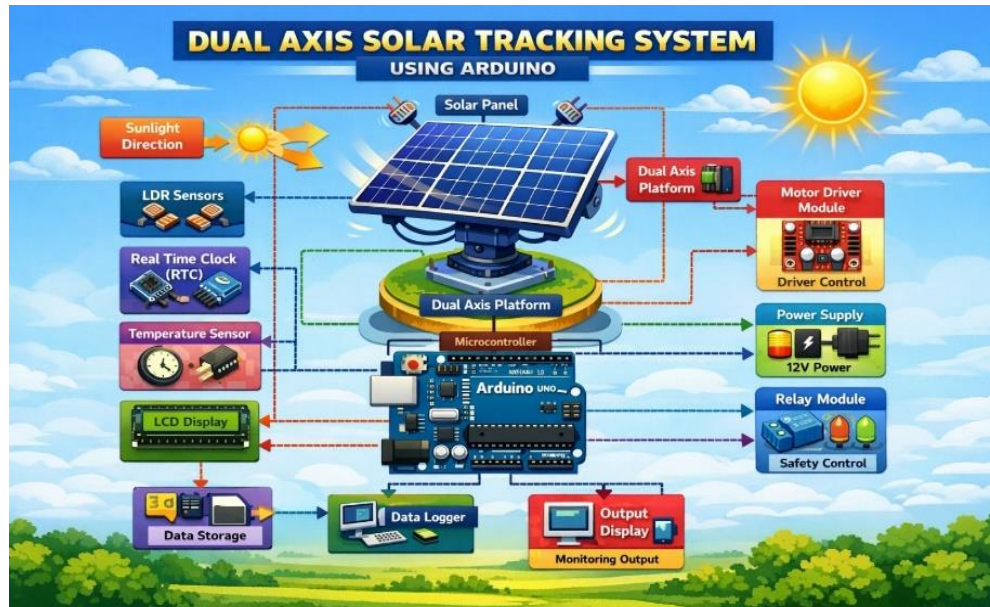 DUAL AXIS SOLAR TRACKING SYSTEM
USING ARDUINO
Solar Panel
Sunlight
Direction
Dual Axis
Platform
LDR Sensors
Motor Driver
Module
Driver Control
Real Time Clock
(RTC)
Dual Axis Platform
Power Supply
12V Power
Temperature Sensor
Microcontroller
Arduino UNO
LCD Display
Relay Module
Safety Control
Data Storage
Data Logger
Output
Display
Monitoring Output